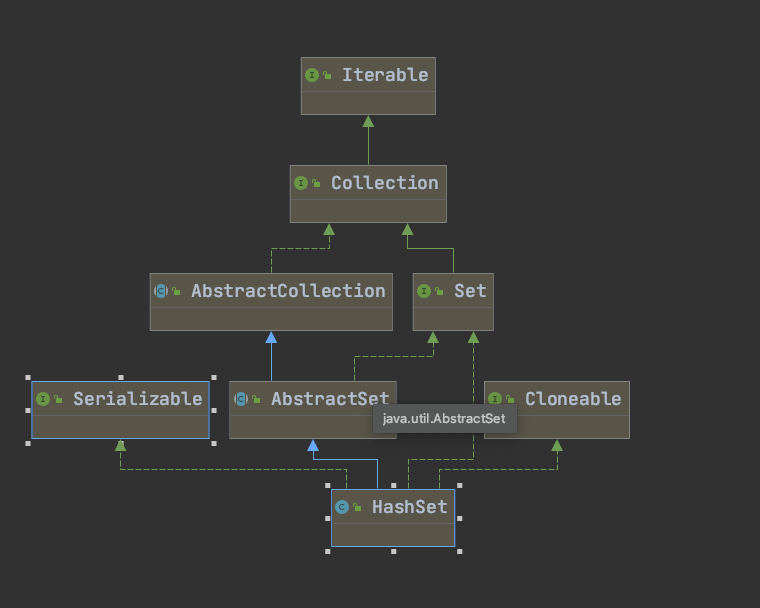 Iterable
Collection
AbstractCollection
Set
Serializable
AbstractSet
Cloneable
java.util.AbstractSet
HashSet